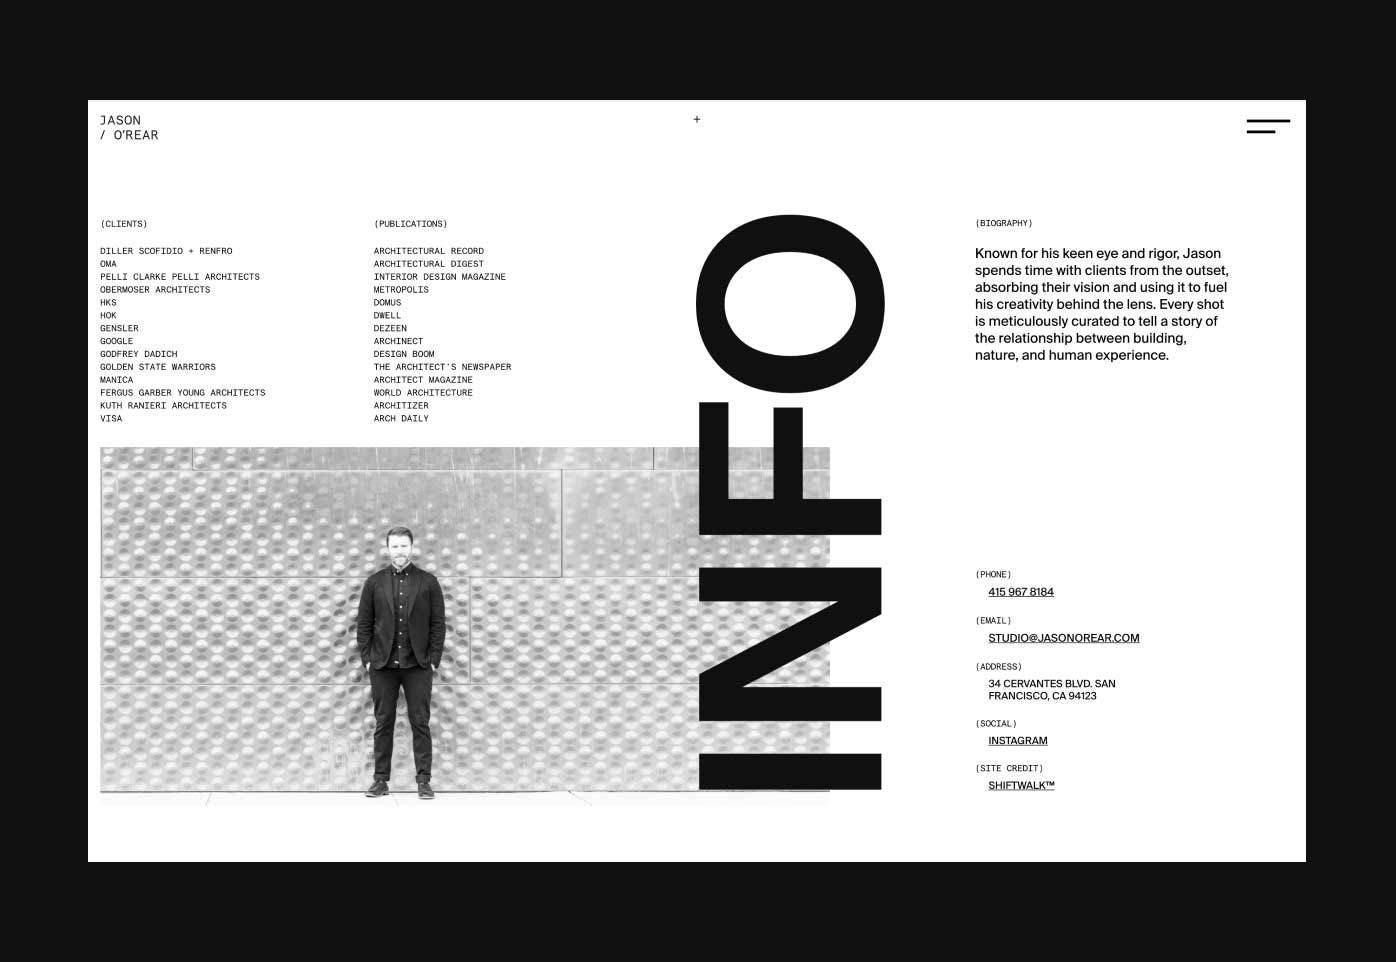 JASON
/ O'REAR
+
(CLIENTS)
DILLER SCOFIDIO + RENFRO
OMA
PELLI CLARKE PELLI ARCHITECTS
OBERMOSER ARCHITECTS
HKS
HOK
GENSLER
GOOGLE
GODFREY DADICH
GOLDEN STATE WARRIORS
MANICA
FERGUS GARBER YOUNG ARCHITECTS
KUTH RANIERI ARCHITECTS
VISA
(PUBLICATIONS)
ARCHITECTURAL RECORD
ARCHITECTURAL DIGEST
INTERIOR DESIGN MAGAZINE
METROPOLIS
DOMUS
DWELL
DEZEEN
ARCHINECT
DESIGN BOOM
THE ARCHITECT'S NEWSPAPER
ARCHITECT MAGAZINE
WORLD ARCHITECTURE
ARCHITIZER
ARCH DAILY
INFO
(BIOGRAPHY)
Known for his keen eye and rigor, Jason
spends time with clients from the outset,
absorbing their vision and using it to fuel
his creativity behind the lens. Every shot
is meticulously curated to tell a story of
the relationship between building,
nature, and human experience.
(PHONE)
415 967 8184
(EMAIL)
STUDIO@JASONOREAR.COM
(ADDRESS)
34 CERVANTES BLVD. SAN
FRANCISCO, CA 94123
(SOCIAL)
INSTAGRAM
(SITE CREDIT)
SHIFTWALK™